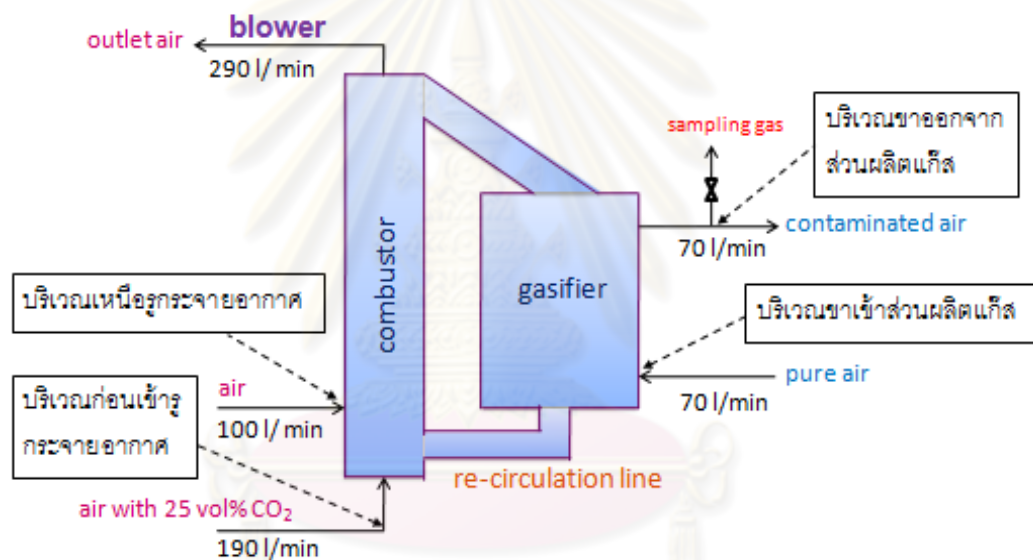 blower
outlet air
290 l/ min
sampling gas
บริเวณขาออกจาก
ส่วนผลิตแก๊ส
contaminated air
70 l/min
combustor
gasifier
บริเวณเหนือรูกระจายอากาศ
บริเวณขาเข้าส่วนผลิตแก๊ส
air
100 l/ min
pure air
70 l/min
บริเวณก่อนเข้ารู
กระจายอากาศ
re-circulation line
air with 25 vol% CO₂
190 l/min